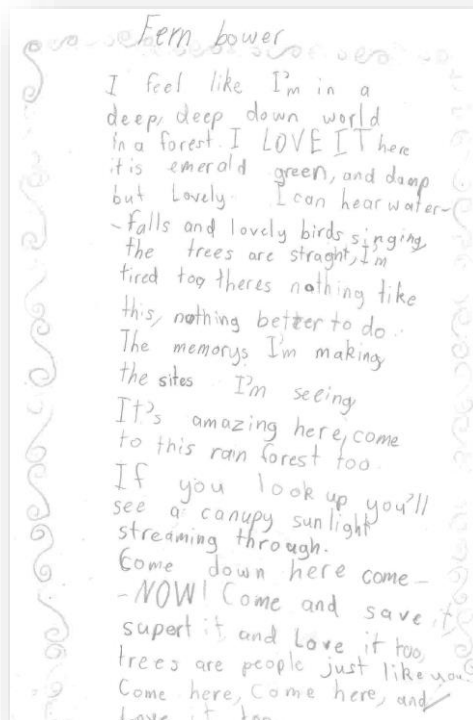 Fern bower
I feel like I'm in a
deep, deep down world
in a forest. I LOVE IT here
it is emerald green, and damp
but Lovely. I can hear water-
-falls and lovely birds singing,
the trees are straght, I'm
tired too, theres nothing like
this, nothing better to do.
The memorys I'm making
the sites I'm seeing
It's amazing here, come
to this rain forest too.
If you look up you'll
see a canupy sunlight
streaming through.
Come down here come-
-NOW! Come and save it
supert it and Love it too,
trees are people just like you.
Come here, Come here, and
Love it too